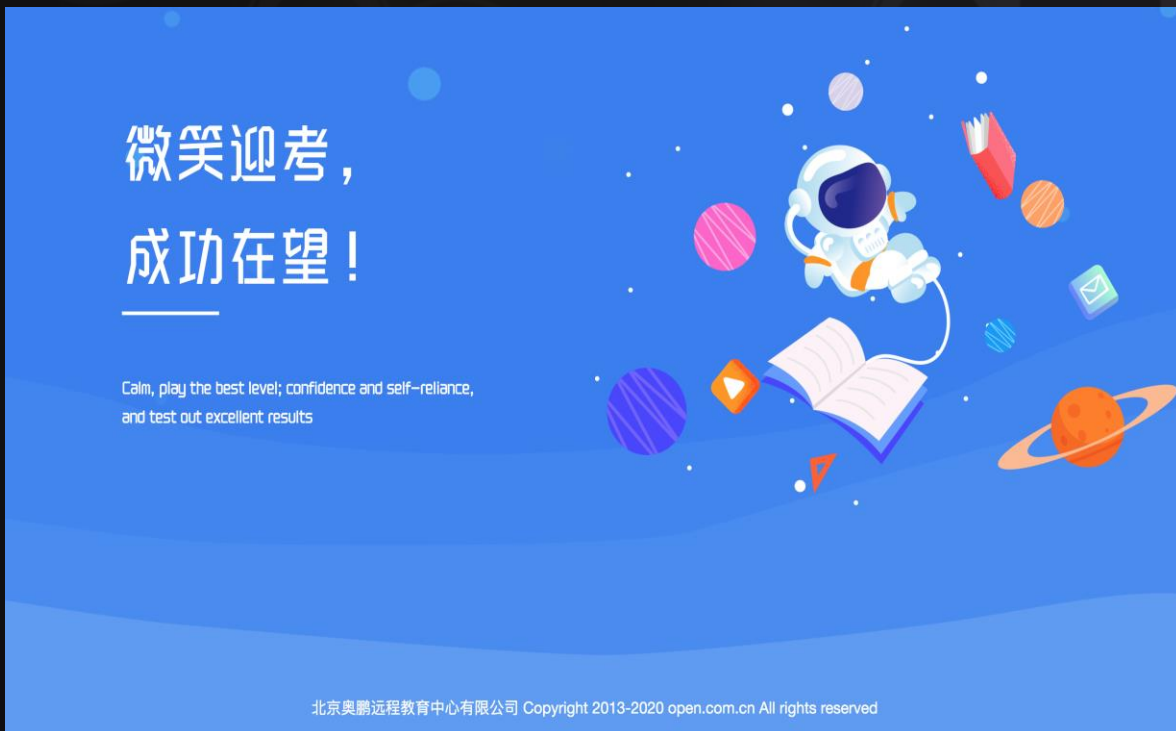 微笑迎考，
成功在望！
Calm, play the best level; confidence and self-reliance,
and test out excellent results
北京奥鹏远程教育中心有限公司 Copyright 2013-2020 open.com.cn All rights reserved